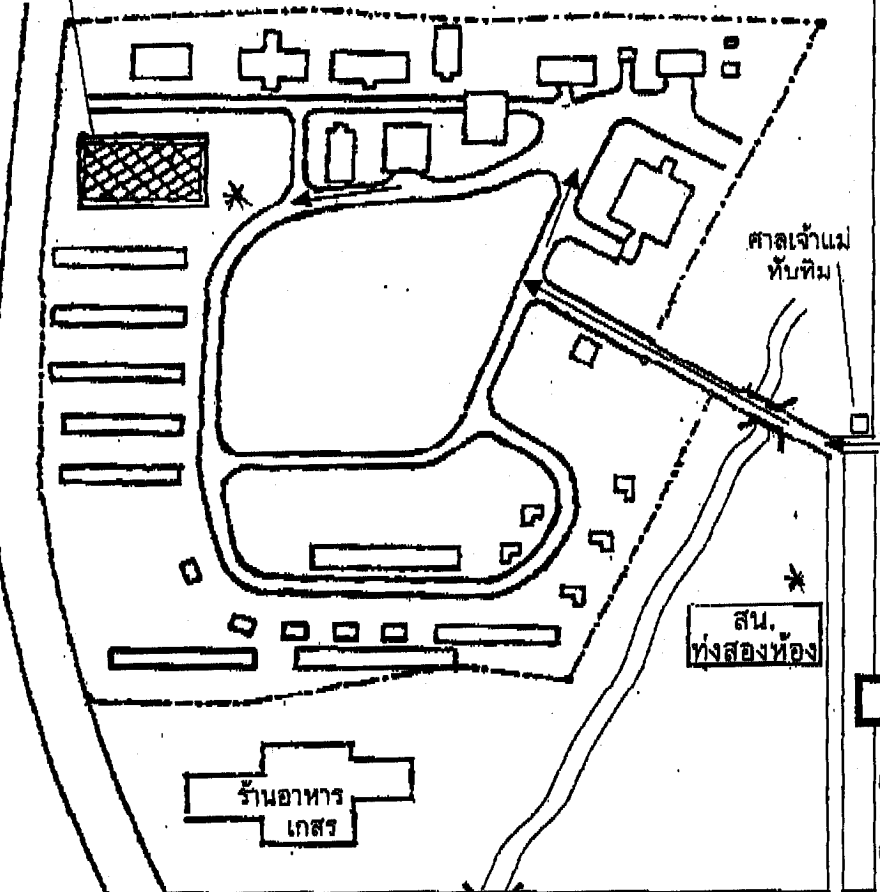 ศาลเจ้าแม่
ทับทิม
สน.
ทุ่งสองห้อง
ร้านอาหาร
เกสร